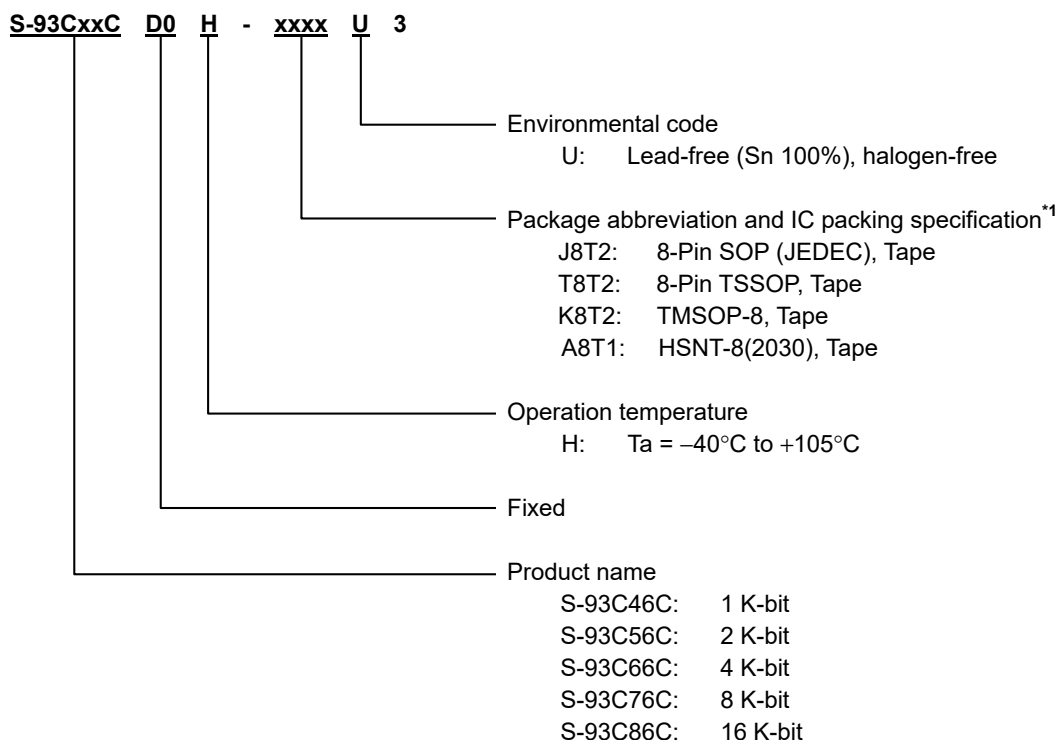 S-93CxxC D0 H - xxxx U 3
Environmental code
U: Lead-free (Sn 100%), halogen-free
Package abbreviation and IC packing specification*1
J8T2: 8-Pin SOP (JEDEC), Tape
T8T2: 8-Pin TSSOP, Tape
K8T2: TMSOP-8, Tape
A8T1: HSNT-8(2030), Tape
Operation temperature
H: Ta = −40°C to +105°C
Fixed
Product name
S-93C46C: 1 K-bit
S-93C56C: 2 K-bit
S-93C66C: 4 K-bit
S-93C76C: 8 K-bit
S-93C86C: 16 K-bit